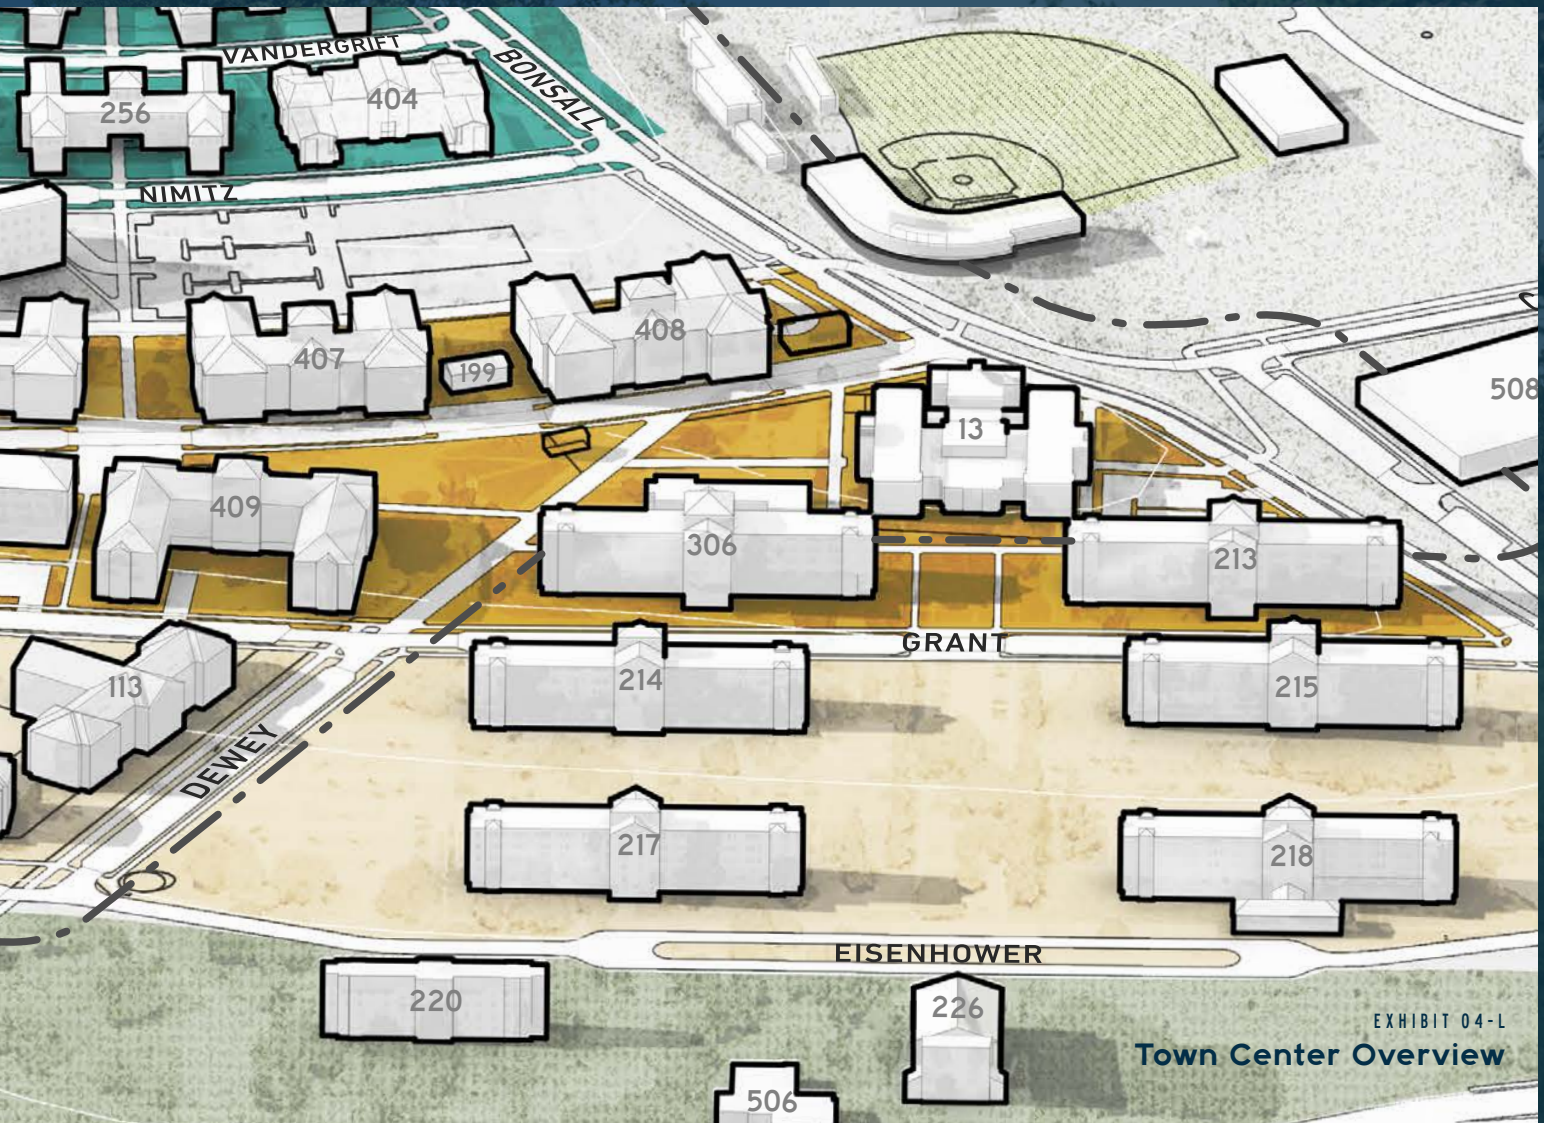 VANDERGRIFT
BONSALL
256
404
NIMITZ
407
199
408
13
508
409
306
213
GRANT
113
214
215
DEWEY
217
218
EISENHOWER
220
226
506
EXHIBIT 04-L
Town Center Overview